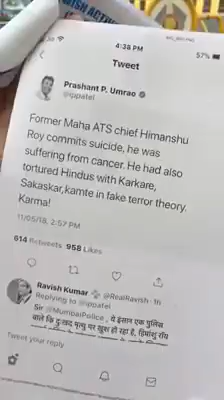 4:38 PM
57%
Tweet
Prashant P. Umrao
@ippatel
Former Maha ATS chief Himanshu
Roy commits suicide, he was
suffering from cancer. He had also
tortured Hindus with Karkare,
Sakaskar,kamte in fake terror theory.
Karma!
11/05/18, 2:57 PM
614 Retweets 958 Likes
Ravish Kumar @RealRavish · 1h
Replying to @ippatel
Sir @MumbaiPolice , ये इंसान एक पुलिस
वाले कि दुःखद मृत्यु पर खुश हो रहा है, हिमांशु रॉय
Tweet your reply